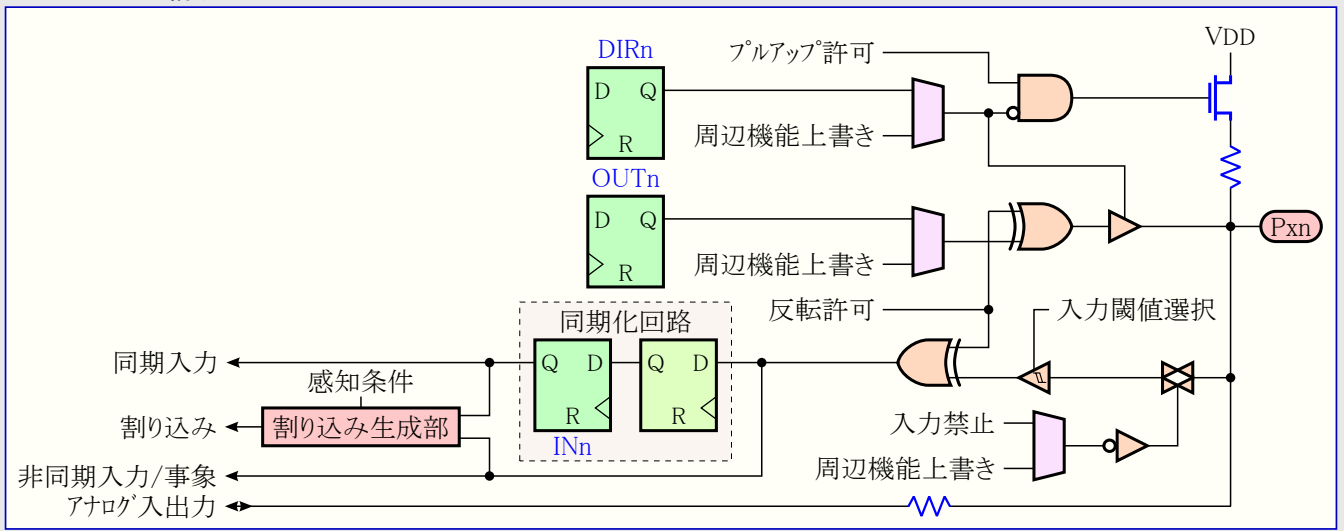 VDD
DIRn
プルアップ許可
D Q
R
周辺機能上書き
OUTn
D Q
R
周辺機能上書き
Pxn
反転許可
入力閾値選択
同期化回路
同期入力
Q D
R
Q D
R
感知条件
割り込み
割り込み生成部
INn
入力禁止
周辺機能上書き
非同期入力/事象
アナログ入出力